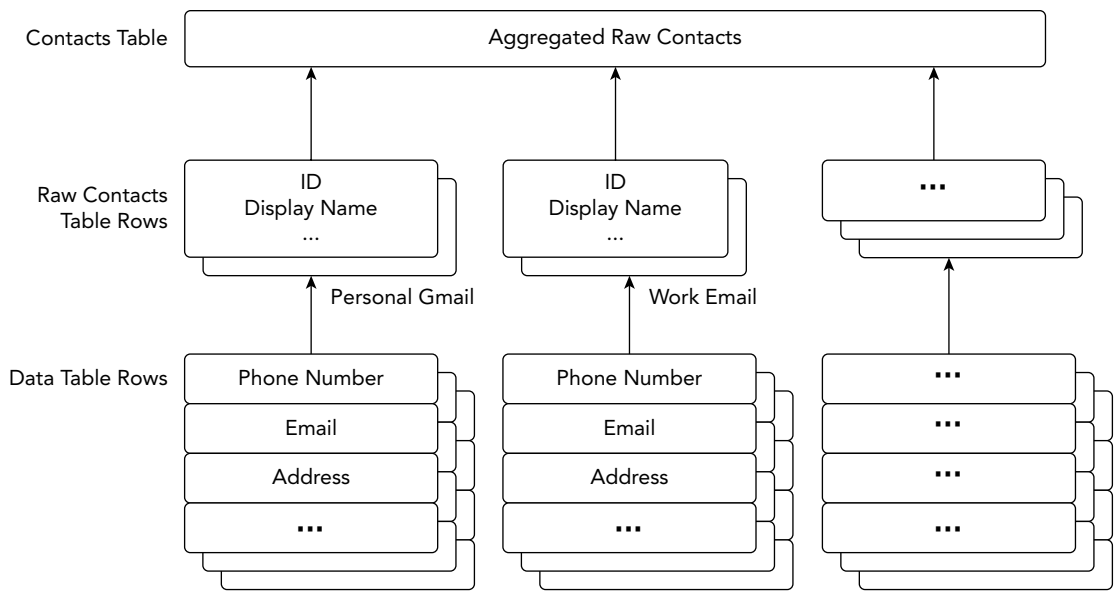 Contacts Table
Aggregated Raw Contacts
Raw Contacts
Table Rows
ID
Display Name
...
ID
Display Name
...
...
Personal Gmail
Work Email
Data Table Rows
Phone Number
Email
Address
...
Phone Number
Email
Address
...
...
...
...
...